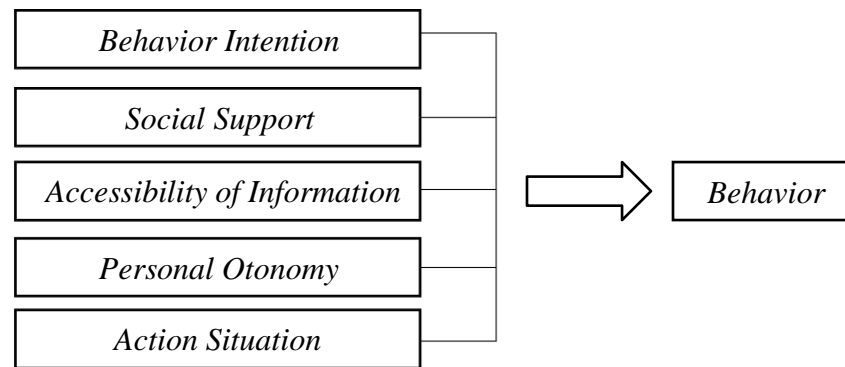 Behavior Intention
Social Support
Accessibility of Information
Behavior
Personal Otonomy
Action Situation